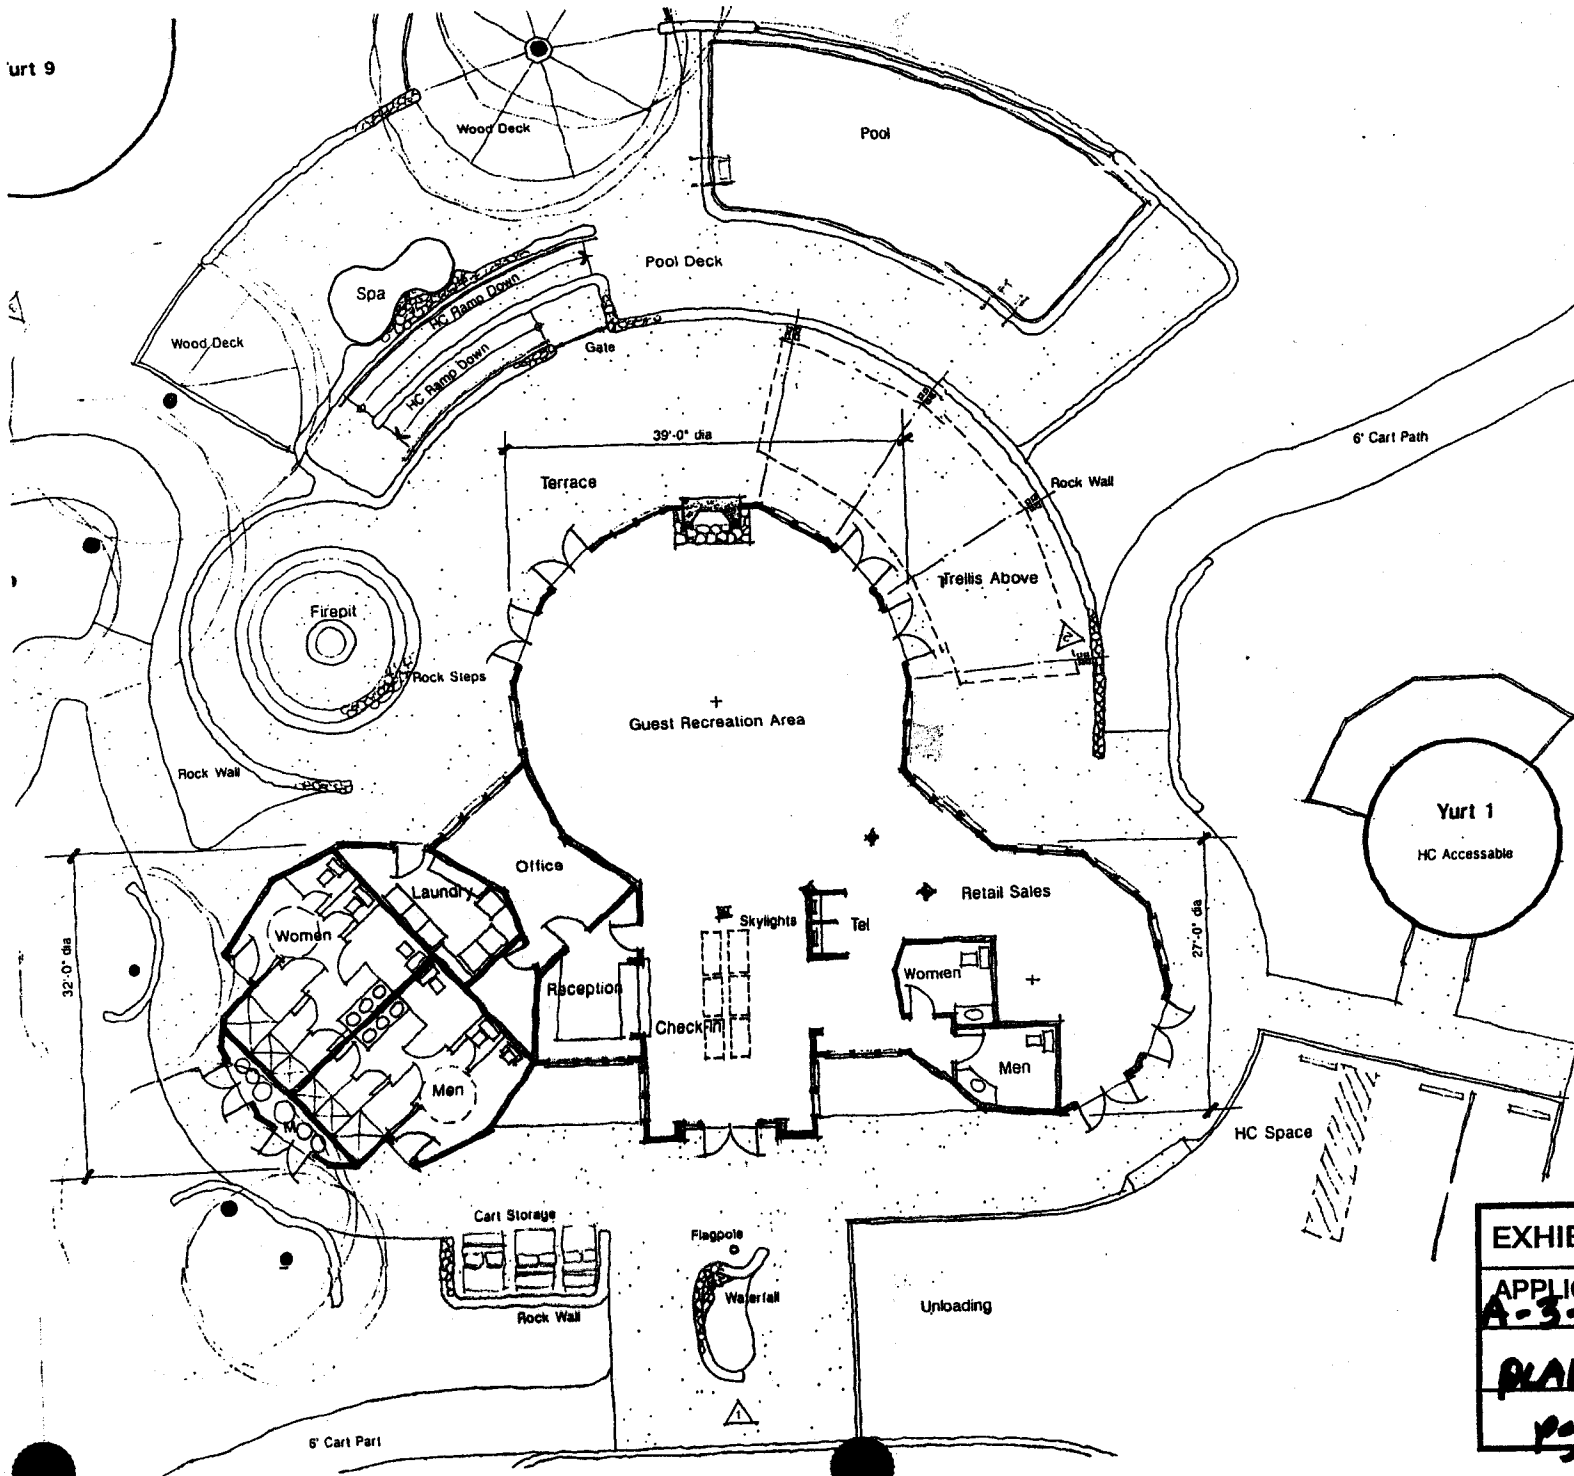 urt 9
Wood Deck
Pool
Pool Deck
Spa
HC Ramp Down
Wood Deck
HC Ramp Down
Gate
39'-0" dia
6' Cart Path
Terrace
Rock Wall
Trellis Above
Firepit
2
Rock Steps
Guest Recreation Area
Rock Wall
Yurt 1
HC Accessable
Office
Laundry
Retail Sales
Skylights
Tel
Women
32'-0" dia
27'-0" dia
Women
Reception
Check In
Men
Men
M
HC Space
Cart Storage
Flagpole
Waterfall
Rock Wall
Unloading
1
6' Cart Part
EXHIB
APPLIC
A-3-